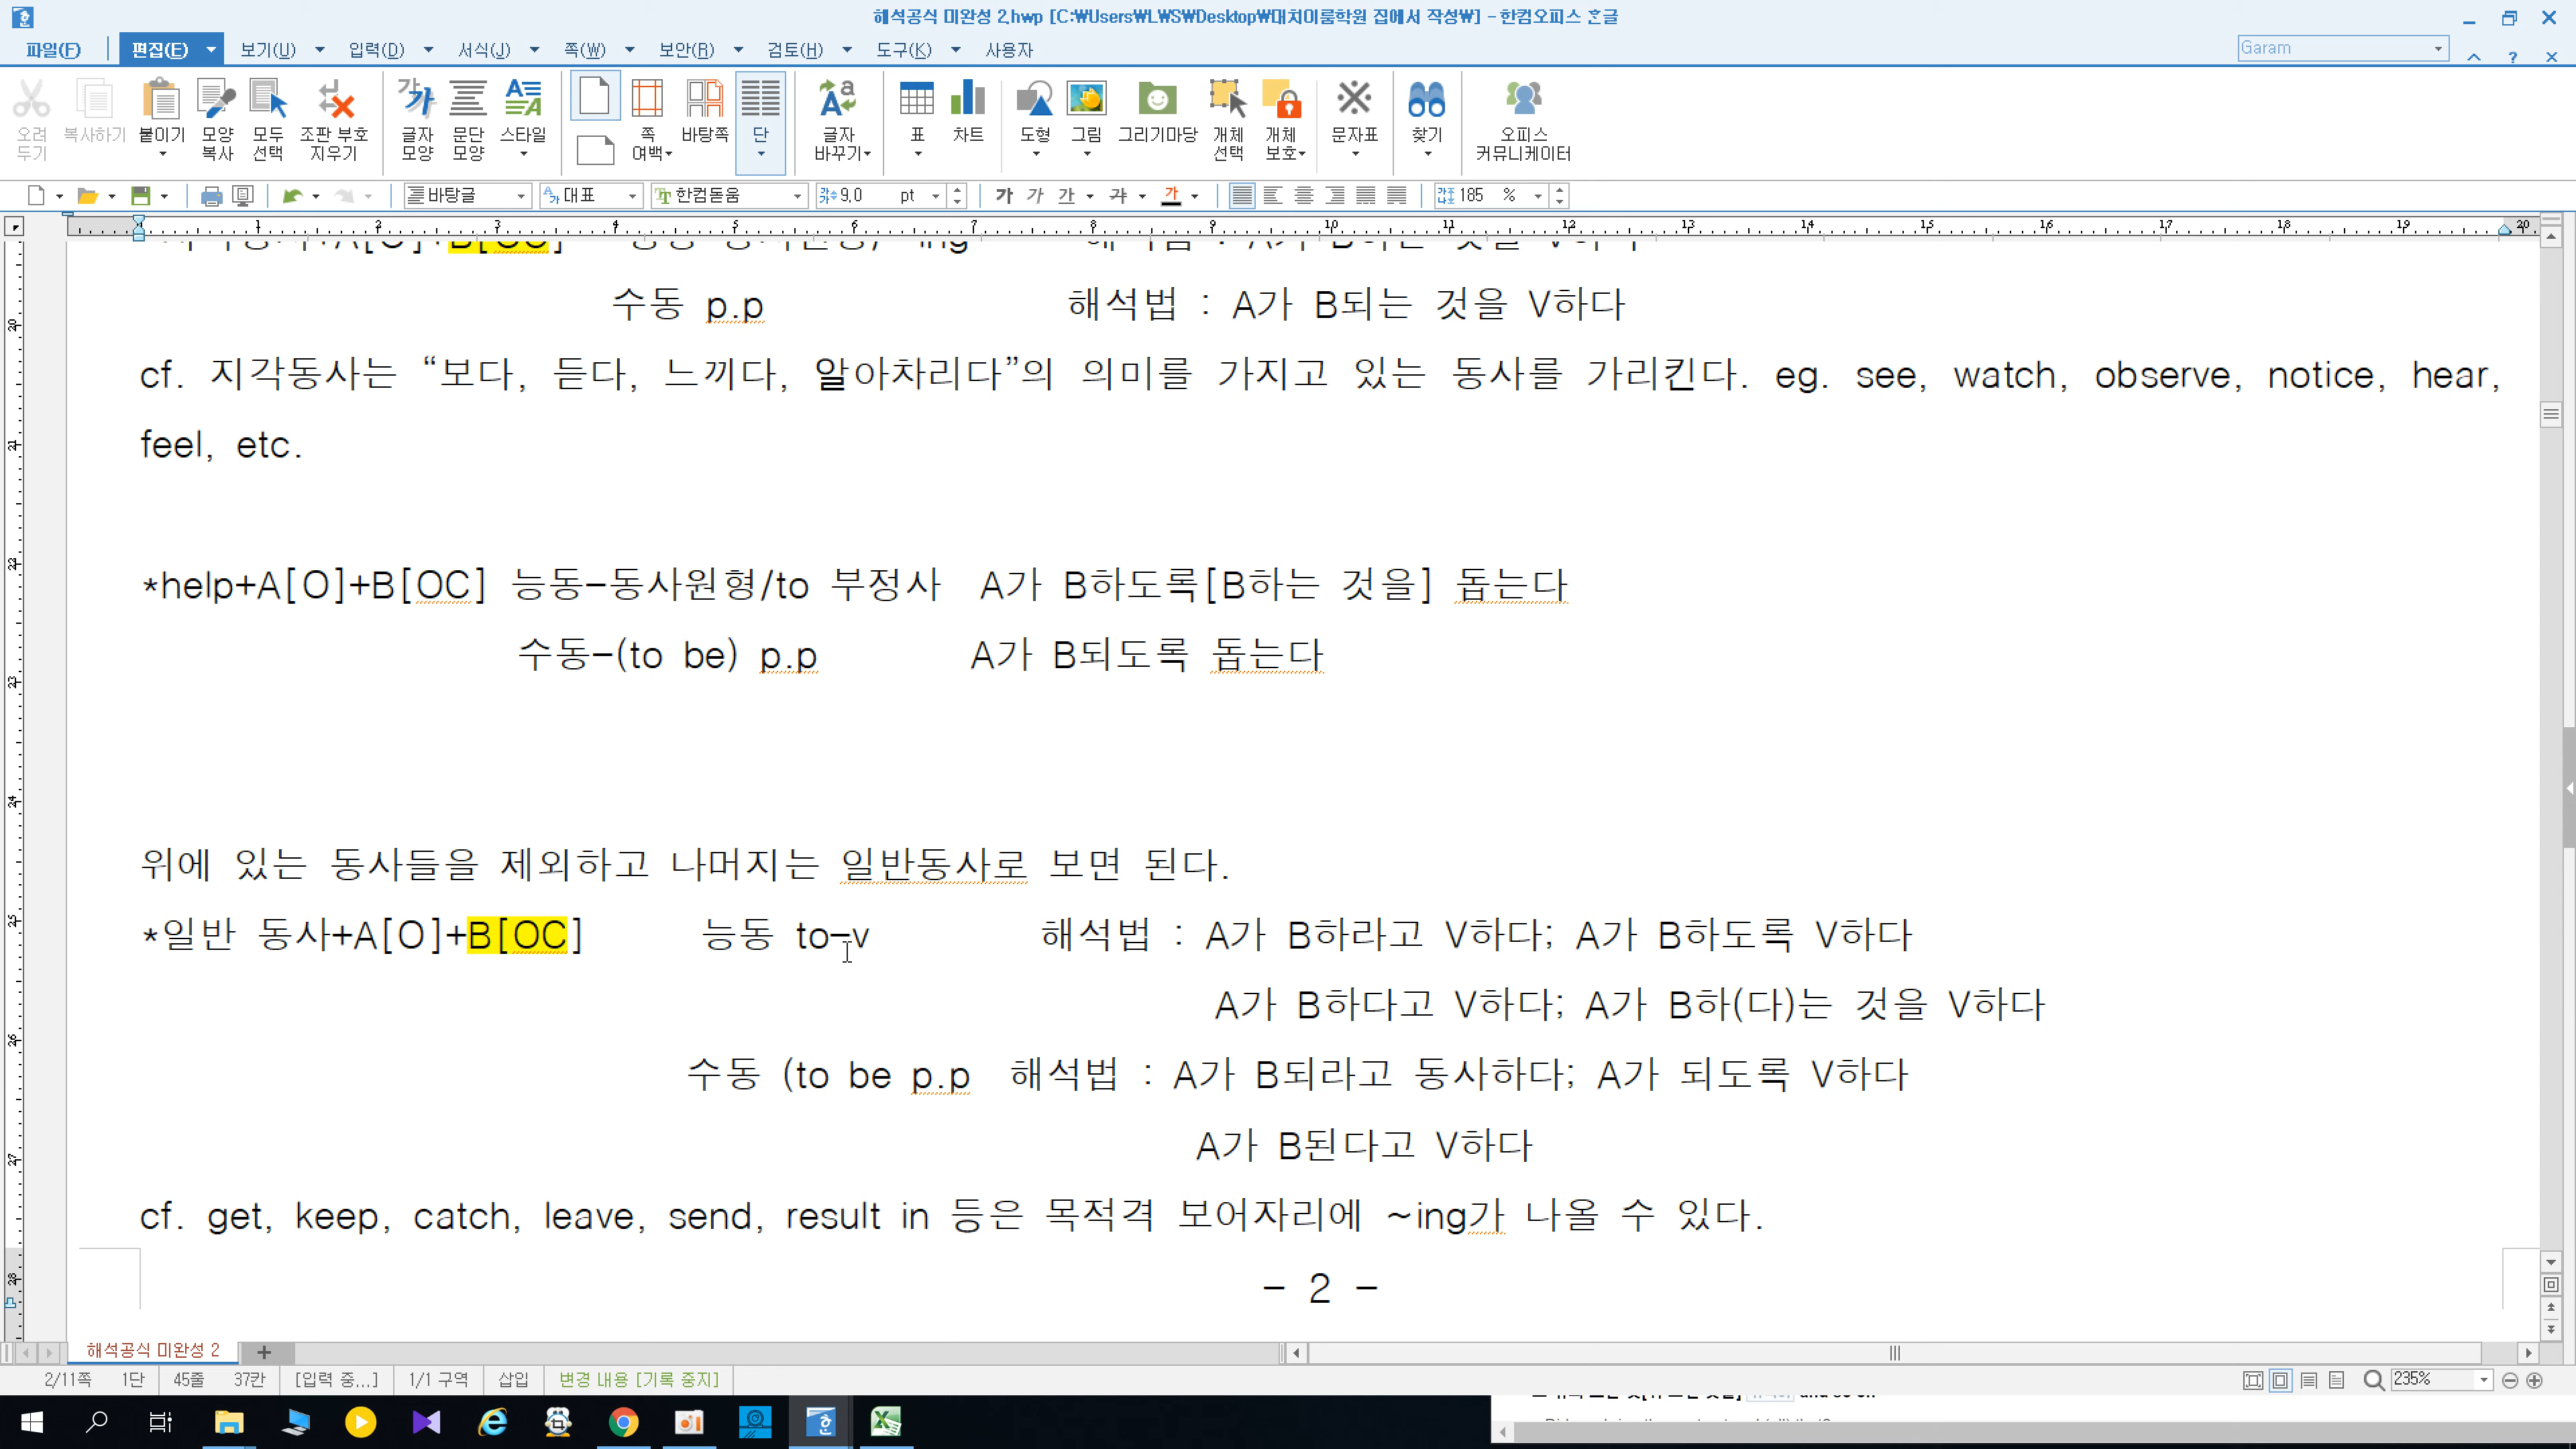 해석공식 미완성 2.hwp [C:₩Users₩LWS₩Desktop₩대치이룸학원 집에서 작성₩] - 한컴오피스 한글
파일(F) 편집(E) 보기(U) 입력(D) 서식(J) 쪽(W) 보안(R) 검토(H) 도구(K) 사용자
Garam
오려 두기 복사하기 붙이기 모양 복사 모두 선택 조판 부호 지우기 글자 모양 문단 모양 스타일 쪽 여백 바탕쪽 단 글자 바꾸기 표 차트 도형 그림 그리기마당 개체 선택 개체 보호 문자표 찾기 오피스 커뮤니케이터
바탕글 대표 한컴돋움 9.0 pt 가 가 가 가 가 185 %
수동 p.p 해석법 : A가 B되는 것을 V하다
cf. 지각동사는 “보다, 듣다, 느끼다, 알아차리다”의 의미를 가지고 있는 동사를 가리킨다. eg. see, watch, observe, notice, hear,
feel, etc.
*help+A[O]+B[OC] 능동-동사원형/to 부정사 A가 B하도록[B하는 것을] 돕는다
수동-(to be) p.p A가 B되도록 돕는다
위에 있는 동사들을 제외하고 나머지는 일반동사로 보면 된다.
*일반 동사+A[O]+B[OC] 능동 to-v 해석법 : A가 B하라고 V하다; A가 B하도록 V하다
A가 B하다고 V하다; A가 B하(다)는 것을 V하다
수동 (to be p.p 해석법 : A가 B되라고 동사하다; A가 되도록 V하다
A가 B된다고 V하다
cf. get, keep, catch, leave, send, result in 등은 목적격 보어자리에 ~ing가 나올 수 있다.
- 2 -
해석공식 미완성 2
2/11쪽 1단 45줄 37칸 [입력 중...] 1/1 구역 삽입 변경 내용 [기록 중지] 235%